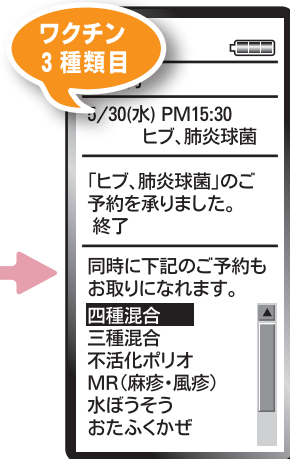 ワクチン
3種類目
5/30(水) PM15:30
ヒブ、肺炎球菌
「ヒブ、肺炎球菌」のご
予約を承りました。
終了
同時に下記のご予約も
お取りになれます。
四種混合
三種混合
不活化ポリオ
MR(麻疹・風疹)
水ぼうそう
おたふくかぜ